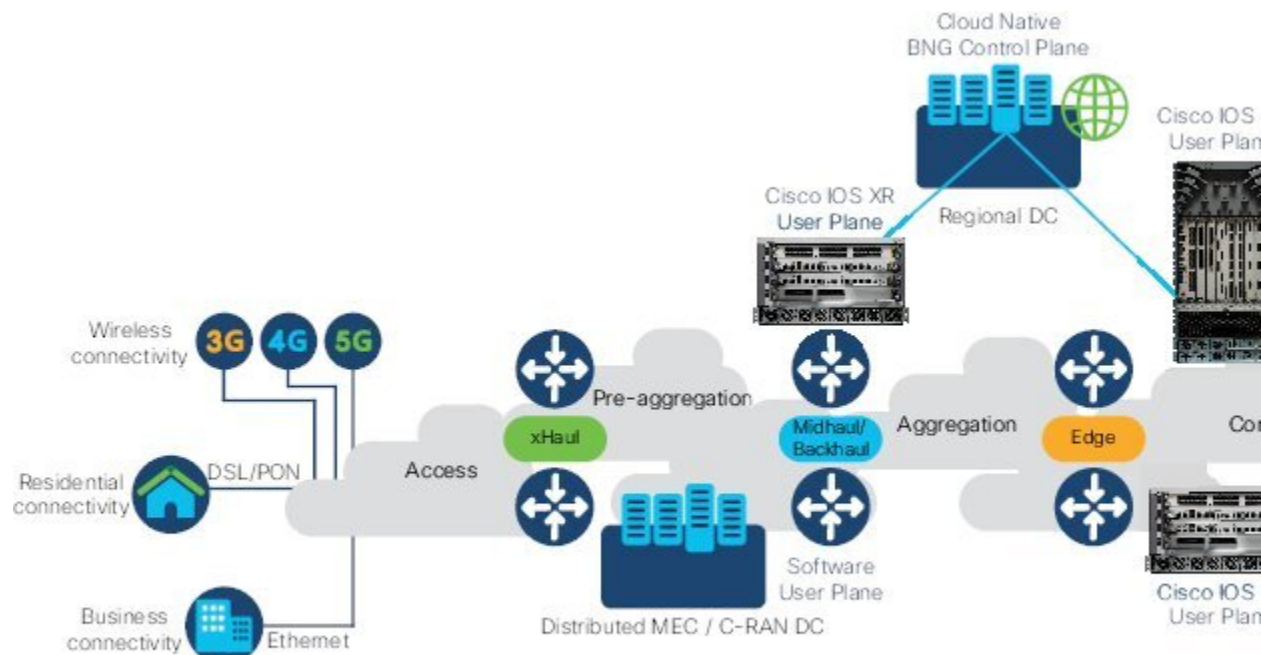 Cloud Native
BNG Control Plane
Cisco IOS
User Plan
Cisco IOS XR
User Plane
Regional DC
Wireless
connectivity
3G
4G
5G
Pre-aggregation
xHaul
Midhaul/
Backhaul
Aggregation
Edge
Cor
Access
DSL/PON
Residential
connectivity
Software
User Plane
Cisco IOS
User Plan
Distributed MEC / C-RAN DC
Business
connectivity
Ethernet